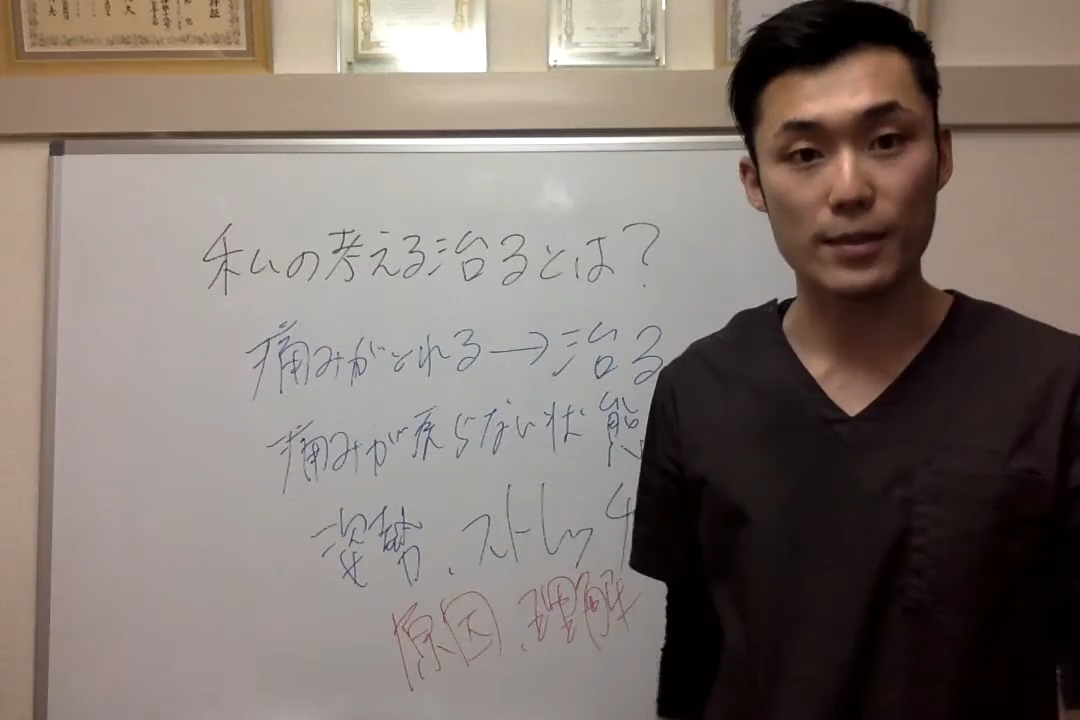 私の考える治るとは?
痛みがとれる→治る
痛みが戻らない状態
姿勢、ストレッチ
原因、理解